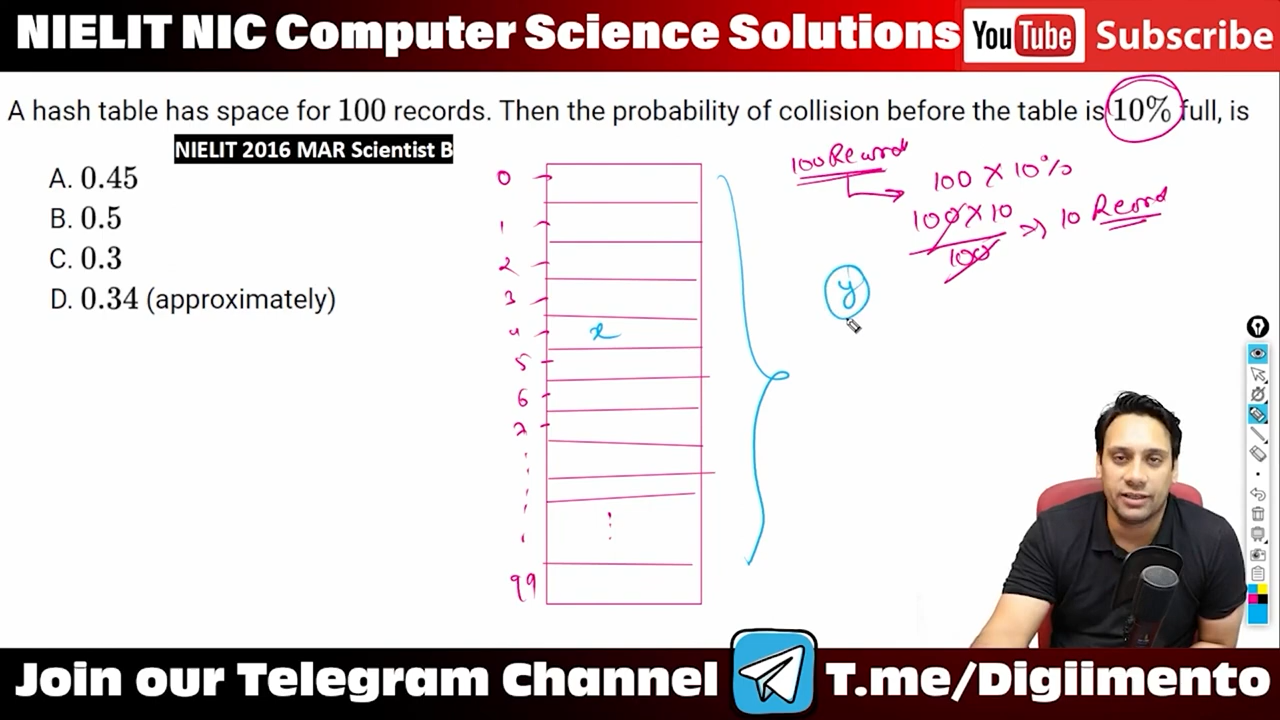 NIELIT NIC Computer Science Solutions
YouTube Subscribe
A hash table has space for 100 records. Then the probability of collision before the table is 10% full, is
NIELIT 2016 MAR Scientist B
A. 0.45
B. 0.5
C. 0.3
D. 0.34 (approximately)
100 Record
100 × 10%
100 × 10
100
⇒ 10 Record
0
1
2
3
4
x
5
6
7
99
y
Join our Telegram Channel
T.me/Digiimento